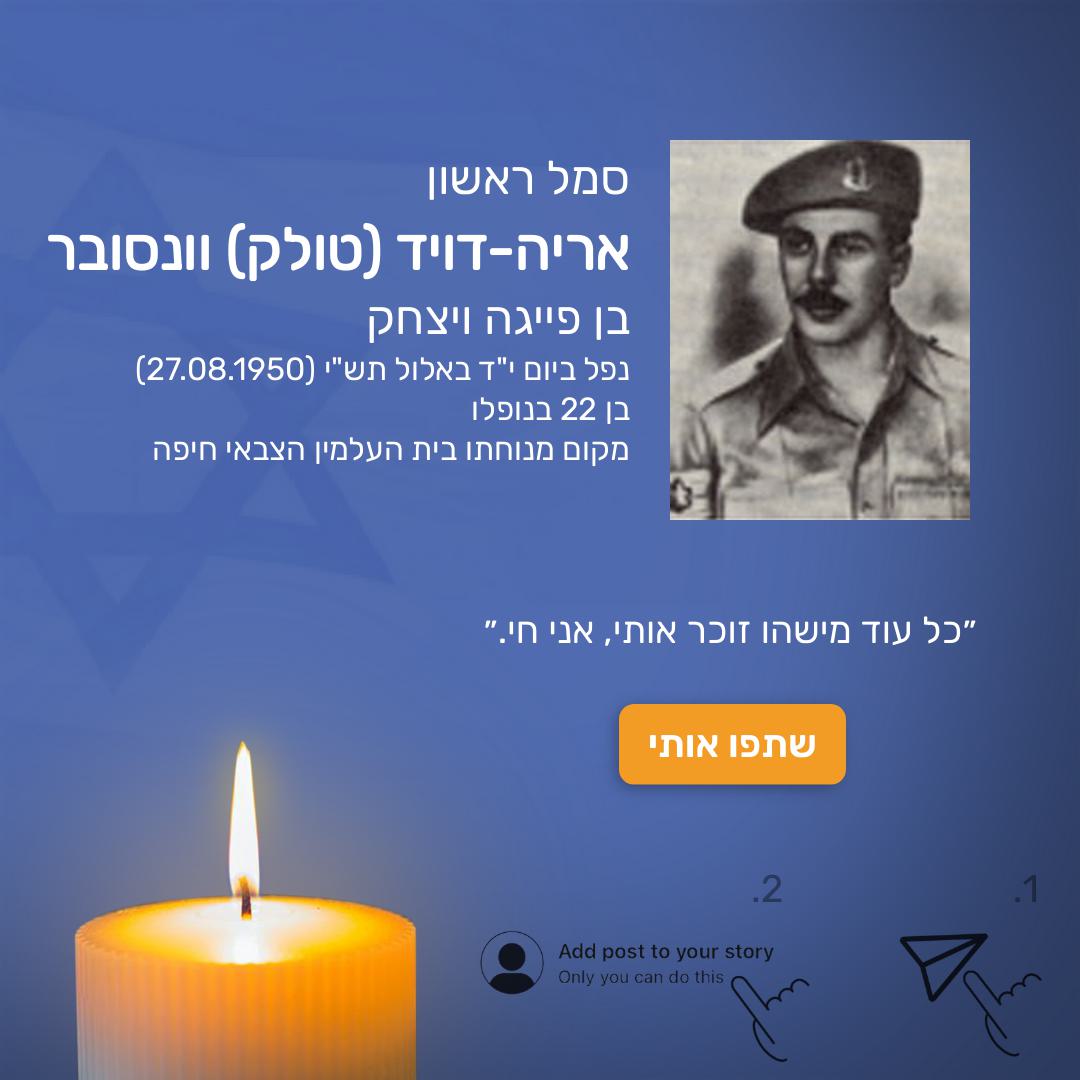 סמל ראשון
אריה-דויד (טולק) וונסובר
בן פייגה ויצחק
נפל ביום י"ד באלול תש"י (27.08.1950)
בן 22 בנופלו
מקום מנוחתו בית העלמין הצבאי חיפה
״כל עוד מישהו זוכר אותי, אני חי.״
שתפו אותי
1.
2.
Add post to your story
Only you can do this